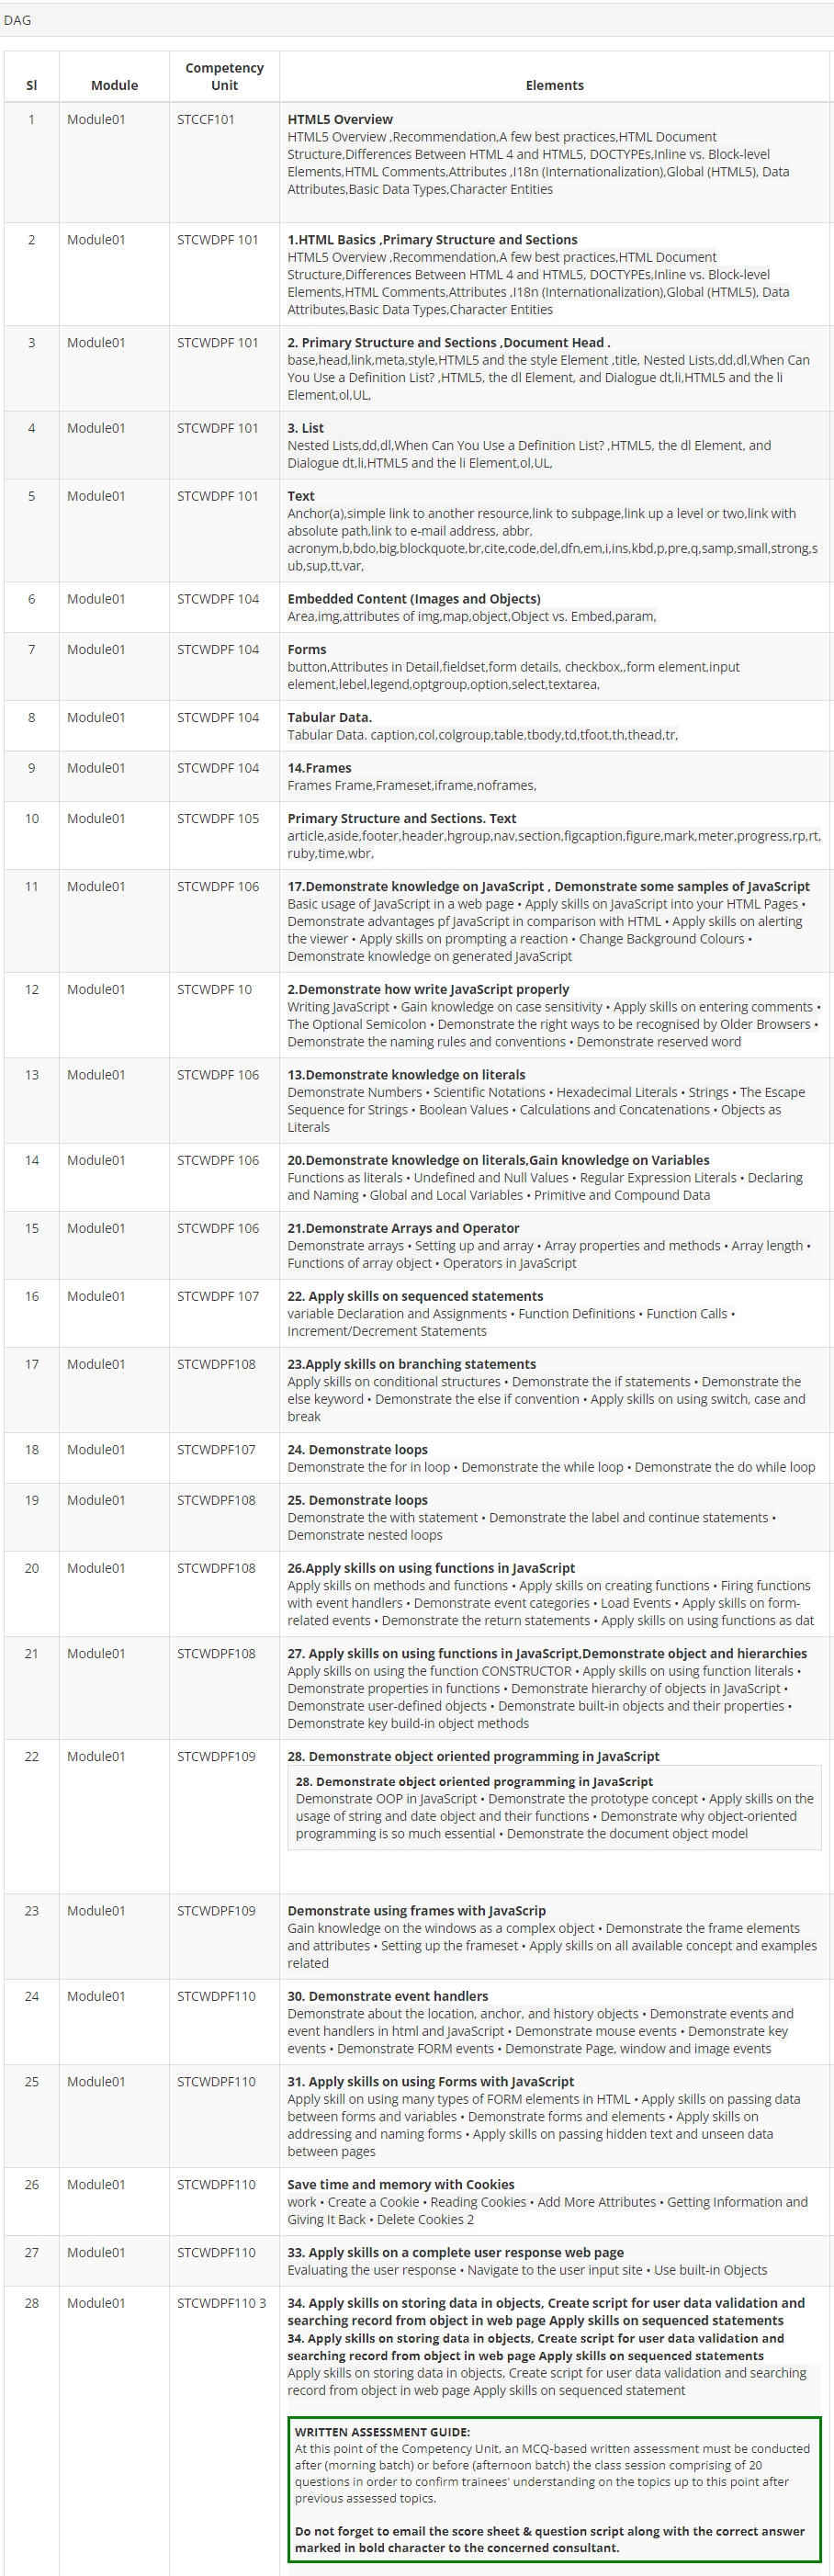 DAG
Sl Module Competency Unit Elements
1 Module01 STCCF101 HTML5 Overview
HTML5 Overview ,Recommendation,A few best practices,HTML Document
Structure,Differences Between HTML 4 and HTML5, DOCTYPEs,Inline vs. Block-level
Elements,HTML Comments,Attributes ,I18n (Internationalization),Global (HTML5), Data
Attributes,Basic Data Types,Character Entities
2 Module01 STCWDPF 101 1.HTML Basics ,Primary Structure and Sections
HTML5 Overview ,Recommendation,A few best practices,HTML Document
Structure,Differences Between HTML 4 and HTML5, DOCTYPEs,Inline vs. Block-level
Elements,HTML Comments,Attributes ,I18n (Internationalization),Global (HTML5), Data
Attributes,Basic Data Types,Character Entities
3 Module01 STCWDPF 101 2. Primary Structure and Sections ,Document Head .
base,head,link,meta,style,HTML5 and the style Element ,title, Nested Lists,dd,dl,When Can
You Use a Definition List? ,HTML5, the dl Element, and Dialogue dt,li,HTML5 and the li
Element,ol,UL,
4 Module01 STCWDPF 101 3. List
Nested Lists,dd,dl,When Can You Use a Definition List? ,HTML5, the dl Element, and
Dialogue dt,li,HTML5 and the li Element,ol,UL,
5 Module01 STCWDPF 101 Text
Anchor(a),simple link to another resource,link to subpage,link up a level or two,link with
absolute path,link to e-mail address, abbr,
acronym,b,bdo,big,blockquote,br,cite,code,del,dfn,em,i,ins,kbd,p,pre,q,samp,small,strong,s
ub,sup,tt,var,
6 Module01 STCWDPF 104 Embedded Content (Images and Objects)
Area,img,attributes of img,map,object,Object vs. Embed,param,
7 Module01 STCWDPF 104 Forms
button,Attributes in Detail,fieldset,form details, checkbox,,form element,input
element,lebel,legend,optgroup,option,select,textarea,
8 Module01 STCWDPF 104 Tabular Data.
Tabular Data. caption,col,colgroup,table,tbody,td,tfoot,th,thead,tr,
9 Module01 STCWDPF 104 14.Frames
Frames Frame,Frameset,iframe,noframes,
10 Module01 STCWDPF 105 Primary Structure and Sections. Text
article,aside,footer,header,hgroup,nav,section,figcaption,figure,mark,meter,progress,rp,rt,
ruby,time,wbr,
11 Module01 STCWDPF 106 17.Demonstrate knowledge on JavaScript , Demonstrate some samples of JavaScript
Basic usage of JavaScript in a web page • Apply skills on JavaScript into your HTML Pages •
Demonstrate advantages pf JavaScript in comparison with HTML • Apply skills on alerting
the viewer • Apply skills on prompting a reaction • Change Background Colours •
Demonstrate knowledge on generated JavaScript
12 Module01 STCWDPF 10 2.Demonstrate how write JavaScript properly
Writing JavaScript • Gain knowledge on case sensitivity • Apply skills on entering comments •
The Optional Semicolon • Demonstrate the right ways to be recognised by Older Browsers •
Demonstrate the naming rules and conventions • Demonstrate reserved word
13 Module01 STCWDPF 106 13.Demonstrate knowledge on literals
Demonstrate Numbers • Scientific Notations • Hexadecimal Literals • Strings • The Escape
Sequence for Strings • Boolean Values • Calculations and Concatenations • Objects as
Literals
14 Module01 STCWDPF 106 20.Demonstrate knowledge on literals,Gain knowledge on Variables
Functions as literals • Undefined and Null Values • Regular Expression Literals • Declaring
and Naming • Global and Local Variables • Primitive and Compound Data
15 Module01 STCWDPF 106 21.Demonstrate Arrays and Operator
Demonstrate arrays • Setting up and array • Array properties and methods • Array length •
Functions of array object • Operators in JavaScript
16 Module01 STCWDPF 107 22. Apply skills on sequenced statements
variable Declaration and Assignments • Function Definitions • Function Calls •
Increment/Decrement Statements
17 Module01 STCWDPF108 23.Apply skills on branching statements
Apply skills on conditional structures • Demonstrate the if statements • Demonstrate the
else keyword • Demonstrate the else if convention • Apply skills on using switch, case and
break
18 Module01 STCWDPF107 24. Demonstrate loops
Demonstrate the for in loop • Demonstrate the while loop • Demonstrate the do while loop
19 Module01 STCWDPF108 25. Demonstrate loops
Demonstrate the with statement • Demonstrate the label and continue statements •
Demonstrate nested loops
20 Module01 STCWDPF108 26.Apply skills on using functions in JavaScript
Apply skills on methods and functions • Apply skills on creating functions • Firing functions
with event handlers • Demonstrate event categories • Load Events • Apply skills on form-
related events • Demonstrate the return statements • Apply skills on using functions as dat
21 Module01 STCWDPF108 27. Apply skills on using functions in JavaScript,Demonstrate object and hierarchies
Apply skills on using the function CONSTRUCTOR • Apply skills on using function literals •
Demonstrate properties in functions • Demonstrate hierarchy of objects in JavaScript •
Demonstrate user-defined objects • Demonstrate built-in objects and their properties •
Demonstrate key build-in object methods
22 Module01 STCWDPF109 28. Demonstrate object oriented programming in JavaScript
28. Demonstrate object oriented programming in JavaScript
Demonstrate OOP in JavaScript • Demonstrate the prototype concept • Apply skills on the
usage of string and date object and their functions • Demonstrate why object-oriented
programming is so much essential • Demonstrate the document object model
23 Module01 STCWDPF109 Demonstrate using frames with JavaScrip
Gain knowledge on the windows as a complex object • Demonstrate the frame elements
and attributes • Setting up the frameset • Apply skills on all available concept and examples
related
24 Module01 STCWDPF110 30. Demonstrate event handlers
Demonstrate about the location, anchor, and history objects • Demonstrate events and
event handlers in html and JavaScript • Demonstrate mouse events • Demonstrate key
events • Demonstrate FORM events • Demonstrate Page, window and image events
25 Module01 STCWDPF110 31. Apply skills on using Forms with JavaScript
Apply skill on using many types of FORM elements in HTML • Apply skills on passing data
between forms and variables • Demonstrate forms and elements • Apply skills on
addressing and naming forms • Apply skills on passing hidden text and unseen data
between pages
26 Module01 STCWDPF110 Save time and memory with Cookies
work • Create a Cookie • Reading Cookies • Add More Attributes • Getting Information and
Giving It Back • Delete Cookies 2
27 Module01 STCWDPF110 33. Apply skills on a complete user response web page
Evaluating the user response • Navigate to the user input site • Use built-in Objects
28 Module01 STCWDPF110 3 34. Apply skills on storing data in objects, Create script for user data validation and
searching record from object in web page Apply skills on sequenced statements
34. Apply skills on storing data in objects, Create script for user data validation and
searching record from object in web page Apply skills on sequenced statements
Apply skills on storing data in objects, Create script for user data validation and searching
record from object in web page Apply skills on sequenced statement
WRITTEN ASSESSMENT GUIDE:
At this point of the Competency Unit, an MCQ-based written assessment must be conducted
after (morning batch) or before (afternoon batch) the class session comprising of 20
questions in order to confirm trainees' understanding on the topics up to this point after
previous assessed topics.
Do not forget to email the score sheet & question script along with the correct answer
marked in bold character to the concerned consultant.